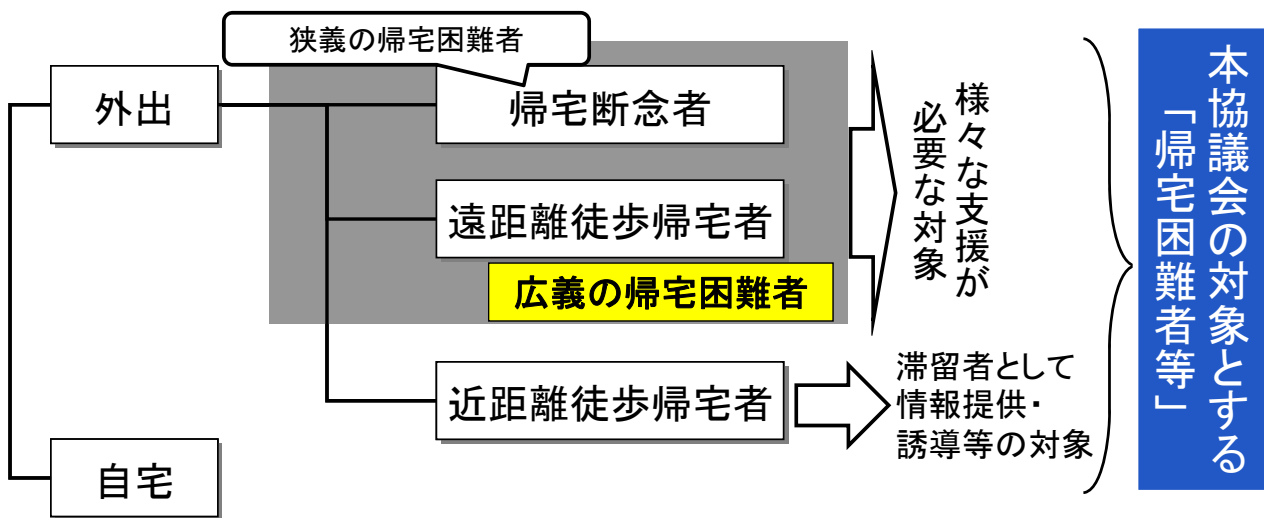 狭義の帰宅困難者
外出
帰宅断念者
遠距離徒歩帰宅者
広義の帰宅困難者
近距離徒歩帰宅者
自宅
様々な支援が
必要な対象
滞留者として
情報提供・
誘導等の対象
本協議会の対象とする
「帰宅困難者等」